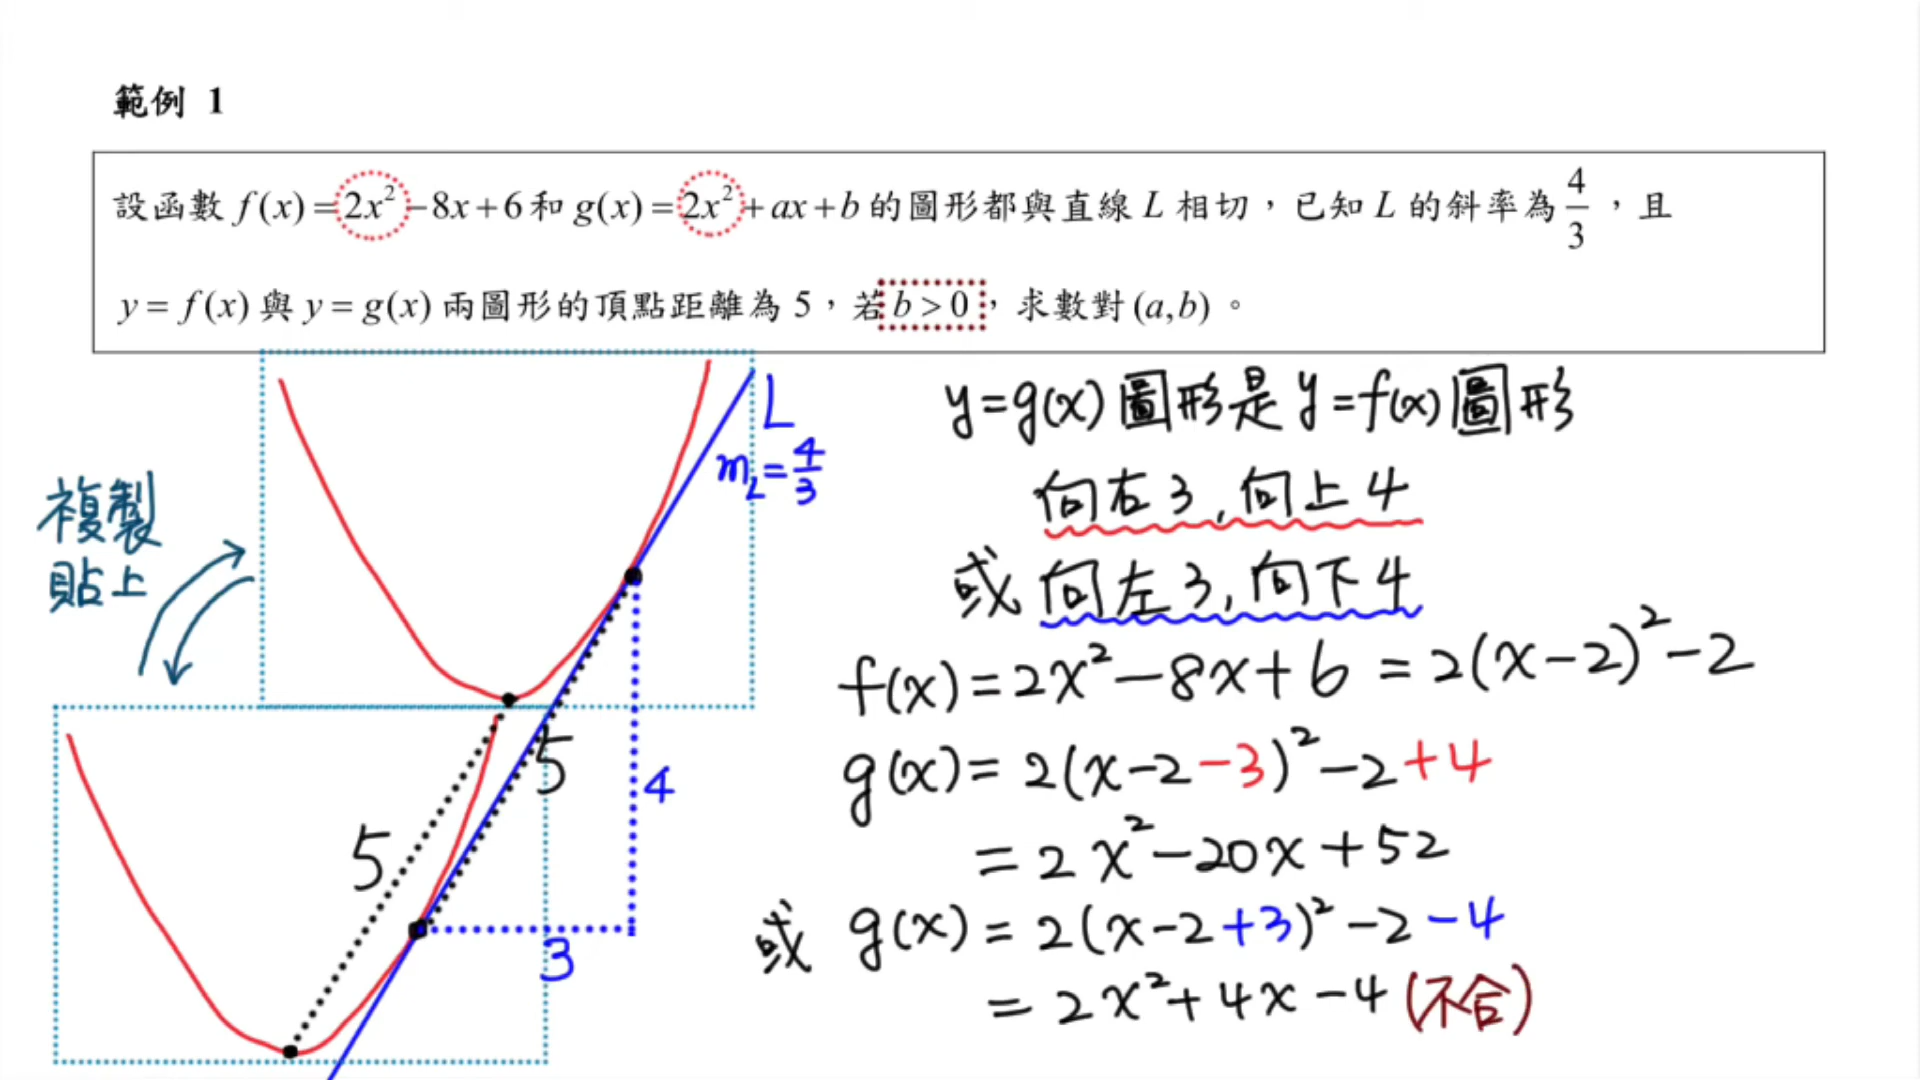 範例 1
設函數 f(x)=2x²-8x+6 和 g(x)=2x²+ax+b 的圖形都與直線 L 相切，已知 L 的斜率為 4/3，且
y=f(x) 與 y=g(x) 兩圖形的頂點距離為 5，若 b>0，求數對 (a,b)。
L
m_L=4/3
複製
貼上
5
5
4
3
y=g(x) 圖形是 y=f(x) 圖形
向右3,向上4
或 向左3,向下4
f(x)=2x²-8x+6=2(x-2)²-2
g(x)=2(x-2-3)²-2+4
=2x²-20x+52
或 g(x)=2(x-2+3)²-2-4
=2x²+4x-4 (不合)